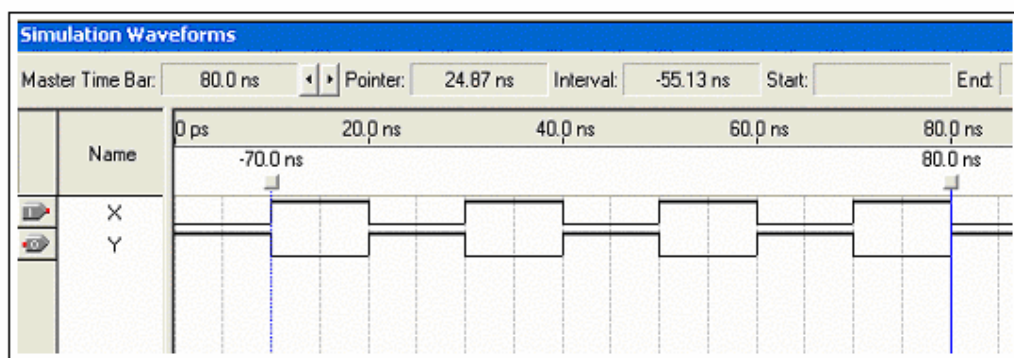 Simulation Waveforms
Master Time Bar: 80.0 ns Pointer: 24.87 ns Interval: -55.13 ns Start: End:
Name
0 ps 20.0 ns 40.0 ns 60.0 ns 80.0 ns
-70.0 ns 80.0 ns
X
Y